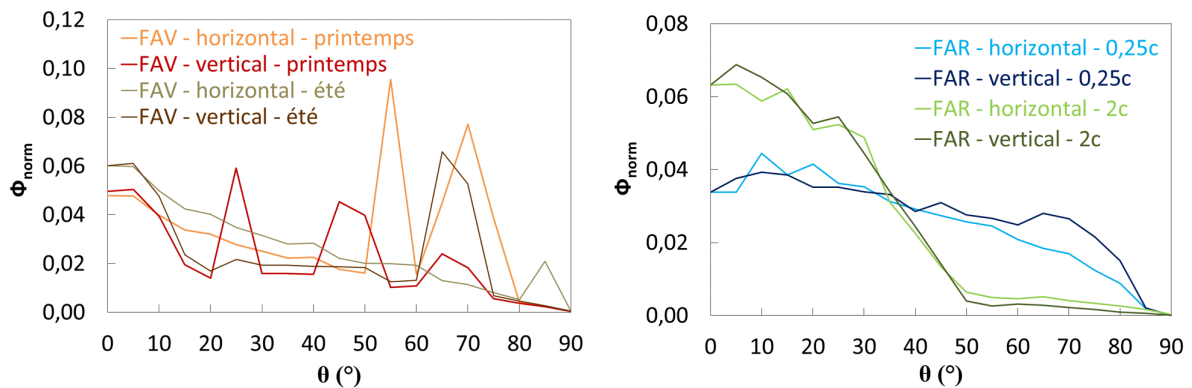 0,12
0,10
0,08
0,06
0,04
0,02
0,00
Φnorm
FAV - horizontal - printemps
FAV - vertical - printemps
FAV - horizontal - été
FAV - vertical - été
0 10 20 30 40 50 60 70 80 90
θ (°)
0,08
0,06
0,04
0,02
0,00
Φnorm
FAR - horizontal - 0,25c
FAR - vertical - 0,25c
FAR - horizontal - 2c
FAR - vertical - 2c
0 10 20 30 40 50 60 70 80 90
θ (°)